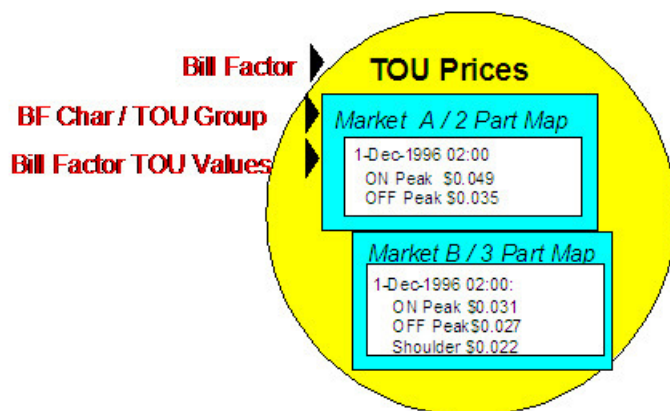 Bill Factor
TOU Prices
BF Char / TOU Group
Market A / 2 Part Map
Bill Factor TOU Values
1-Dec-1996 02:00
ON Peak $0.049
OFF Peak $0.035
Market B / 3 Part Map
1-Dec-1996 02:00:
ON Peak $0.031
OFF Peak$0.027
Shoulder $0.022